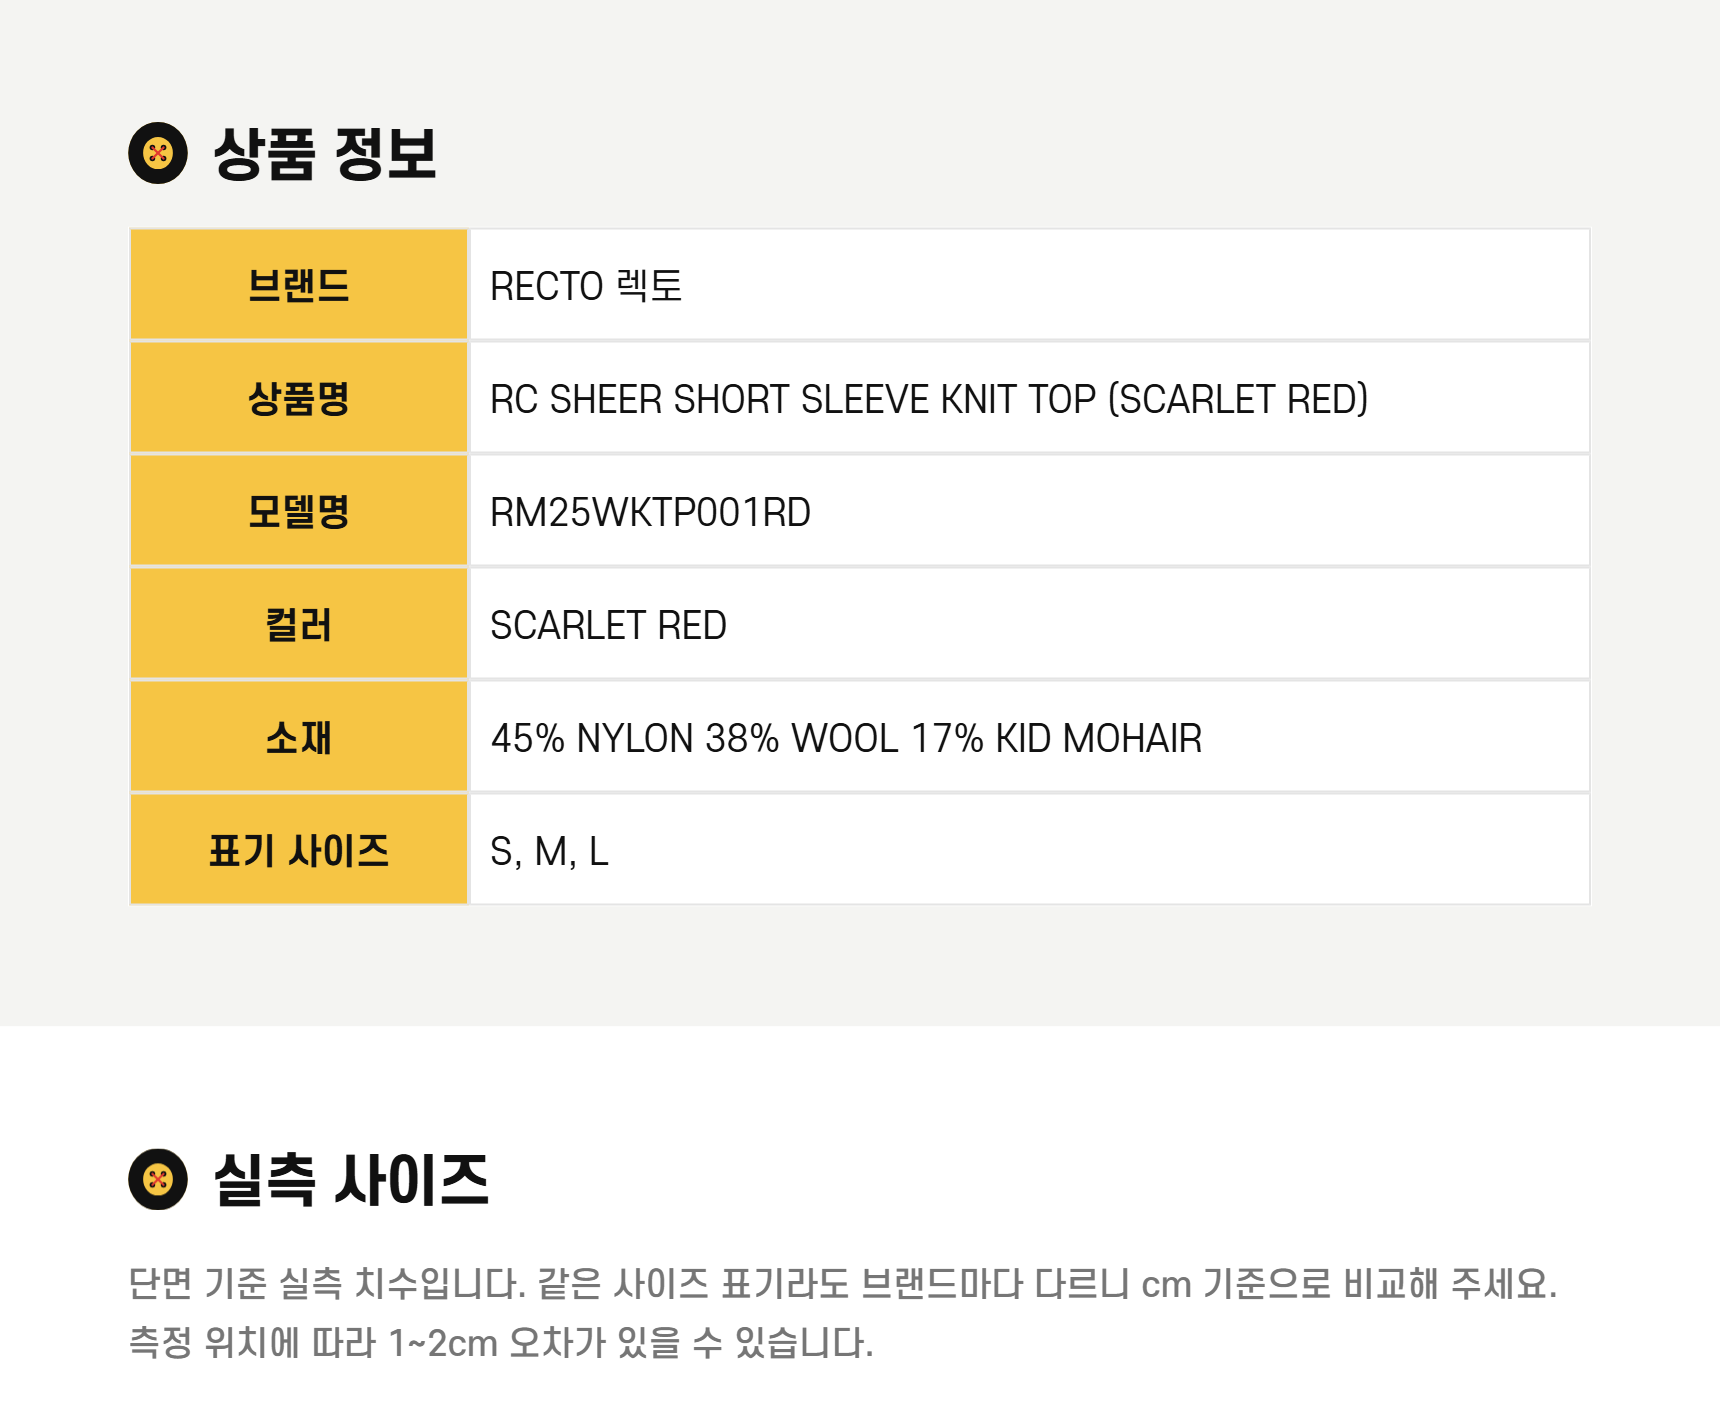 상품 정보
브랜드 RECTO 렉토
상품명 RC SHEER SHORT SLEEVE KNIT TOP (SCARLET RED)
모델명 RM25WKTP001RD
컬러 SCARLET RED
소재 45% NYLON 38% WOOL 17% KID MOHAIR
표기 사이즈 S, M, L
실측 사이즈
단면 기준 실측 치수입니다. 같은 사이즈 표기라도 브랜드마다 다르니 cm 기준으로 비교해 주세요.
측정 위치에 따라 1~2cm 오차가 있을 수 있습니다.